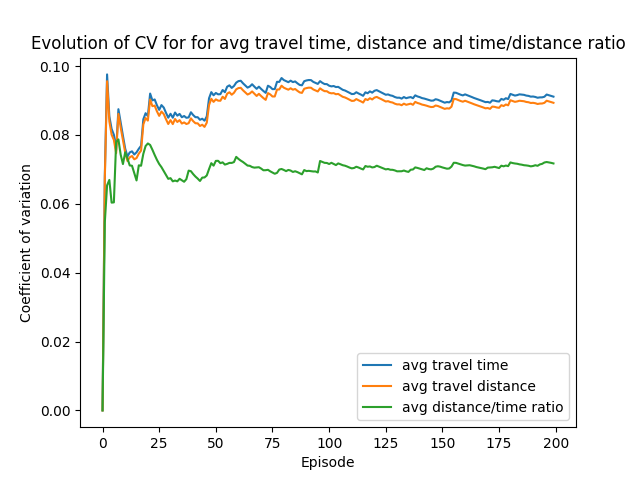 Evolution of CV for for avg travel time, distance and time/distance ratio
0.10
0.08
0.06
0.04
0.02
0.00
Coefficient of variation
avg travel time
avg travel distance
avg distance/time ratio
0 25 50 75 100 125 150 175 200
Episode